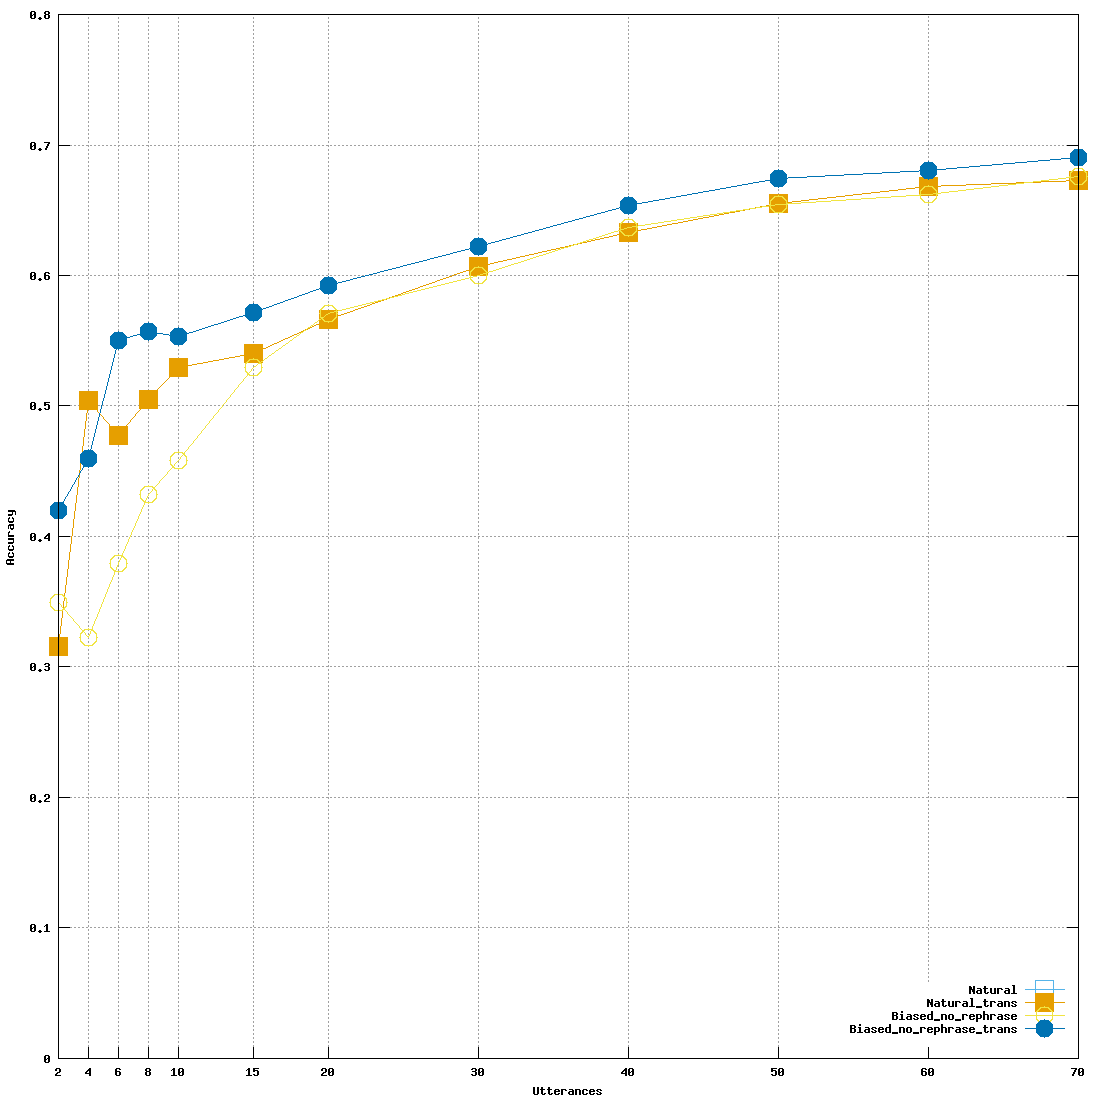 0.8
0.7
0.6
0.5
0.4
0.3
0.2
0.1
0
Accuracy
Natural
Natural_trans
Biased_no_rephrase
Biased_no_rephrase_trans
2 4 6 8 10 15 20 30 40 50 60 70
Utterances